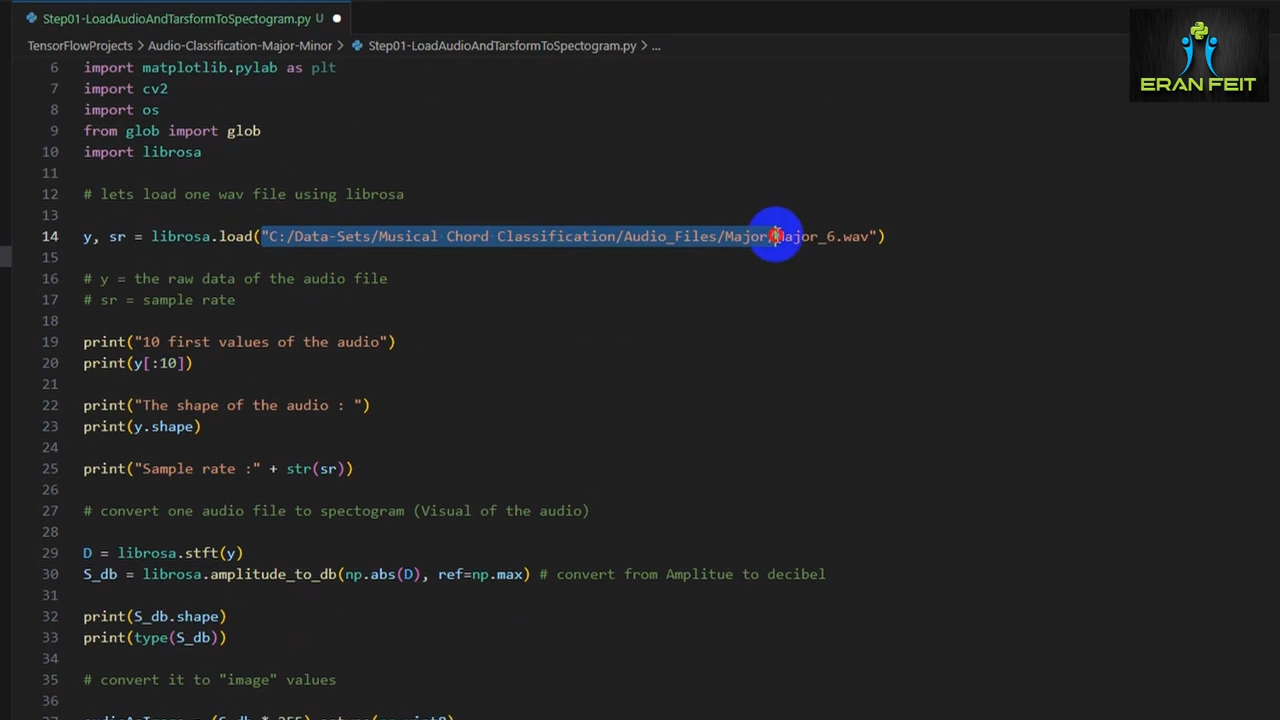 Step01-LoadAudioAndTarsformToSpectogram.py U
ERAN FEIT
TensorFlowProjects > Audio-Classification-Major-Minor > Step01-LoadAudioAndTarsformToSpectogram.py > ...
6 import matplotlib.pylab as plt
7 import cv2
8 import os
9 from glob import glob
10 import librosa
11
12 # lets load one wav file using librosa
13
14 y, sr = librosa.load("C:/Data-Sets/Musical Chord Classification/Audio_Files/Major/Major_6.wav")
15
16 # y = the raw data of the audio file
17 # sr = sample rate
18
19 print("10 first values of the audio")
20 print(y[:10])
21
22 print("The shape of the audio : ")
23 print(y.shape)
24
25 print("Sample rate :" + str(sr))
26
27 # convert one audio file to spectogram (Visual of the audio)
28
29 D = librosa.stft(y)
30 S_db = librosa.amplitude_to_db(np.abs(D), ref=np.max) # convert from Amplitue to decibel
31
32 print(S_db.shape)
33 print(type(S_db))
34
35 # convert it to "image" values
36